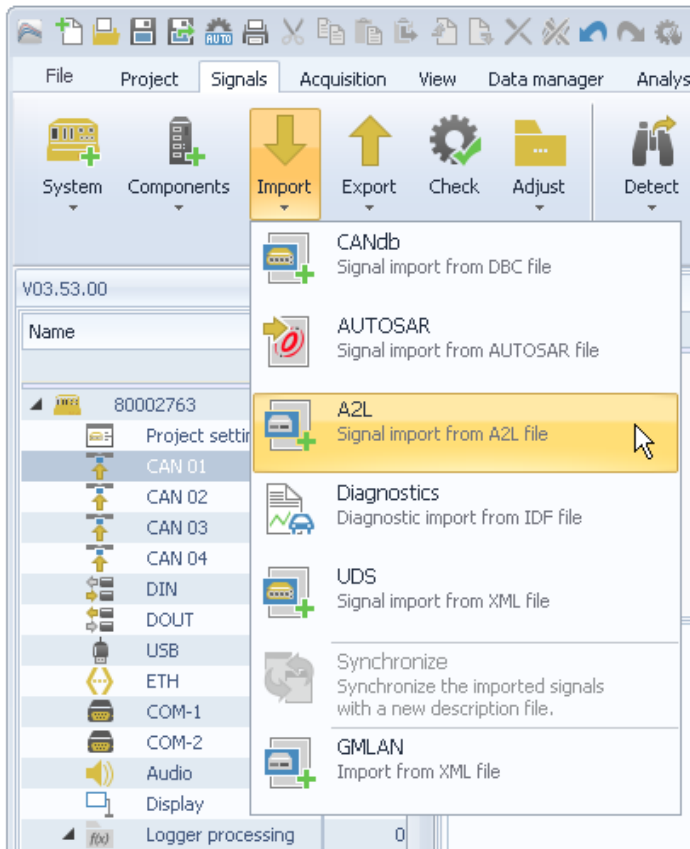 AUTO
File Project Signals Acquisition View Data manager Analys
System Components Import Export Check Adjust Detect
CANdb
Signal import from DBC file
AUTOSAR
Signal import from AUTOSAR file
A2L
Signal import from A2L file
Diagnostics
Diagnostic import from IDF file
UDS
Signal import from XML file
Synchronize
Synchronize the imported signals
with a new description file.
GMLAN
Import from XML file
V03.53.00
Name
80002763
Project settin
CAN 01
CAN 02
CAN 03
CAN 04
DIN
DOUT
USB
ETH
COM-1
COM-2
Audio
Display
f(x) Logger processing 0